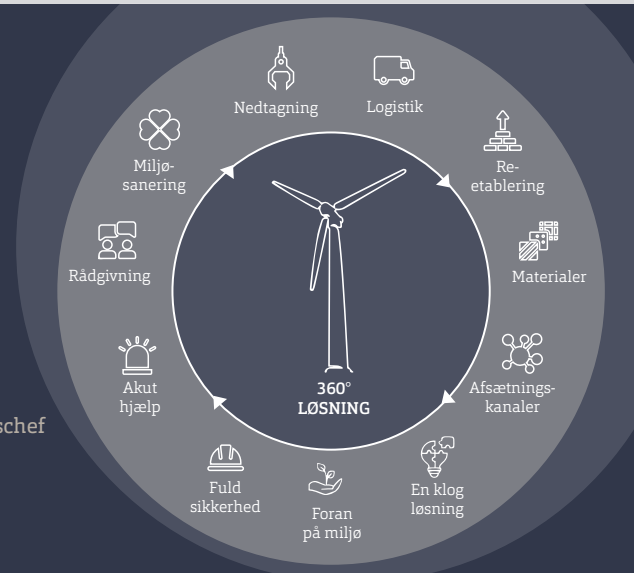 Nedtagning
Logistik
Re-
etablering
Materialer
Afsætnings-
kanaler
En klog
løsning
Foran
på miljø
Fuld
sikkerhed
Akut
hjælp
Rådgivning
Miljø-
sanering
360°
LØSNING
schef